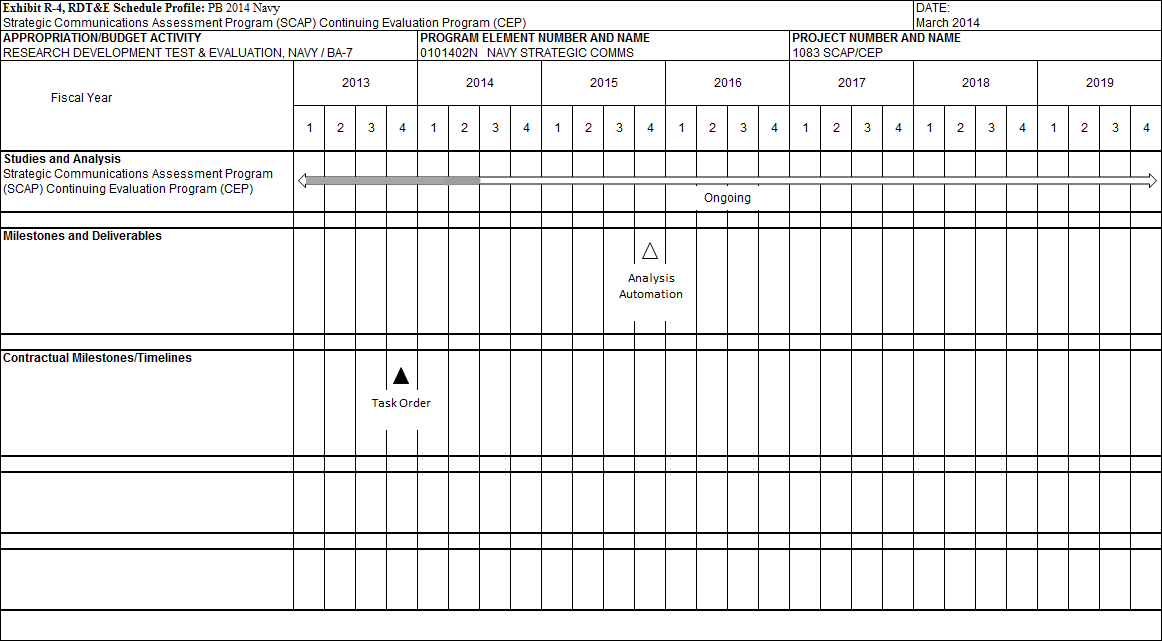 Exhibit R-4, RDT&E Schedule Profile: PB 2014 Navy
Strategic Communications Assessment Program (SCAP) Continuing Evaluation Program (CEP)
DATE:
March 2014
APPROPRIATION/BUDGET ACTIVITY
RESEARCH DEVELOPMENT TEST & EVALUATION, NAVY / BA-7
PROGRAM ELEMENT NUMBER AND NAME
0101402N NAVY STRATEGIC COMMS
PROJECT NUMBER AND NAME
1083 SCAP/CEP
Fiscal Year
2013 2014 2015 2016 2017 2018 2019
1 2 3 4 1 2 3 4 1 2 3 4 1 2 3 4 1 2 3 4 1 2 3 4 1 2 3 4
Studies and Analysis
Strategic Communications Assessment Program
(SCAP) Continuing Evaluation Program (CEP)
Ongoing
Milestones and Deliverables
Analysis
Automation
Contractual Milestones/Timelines
Task Order